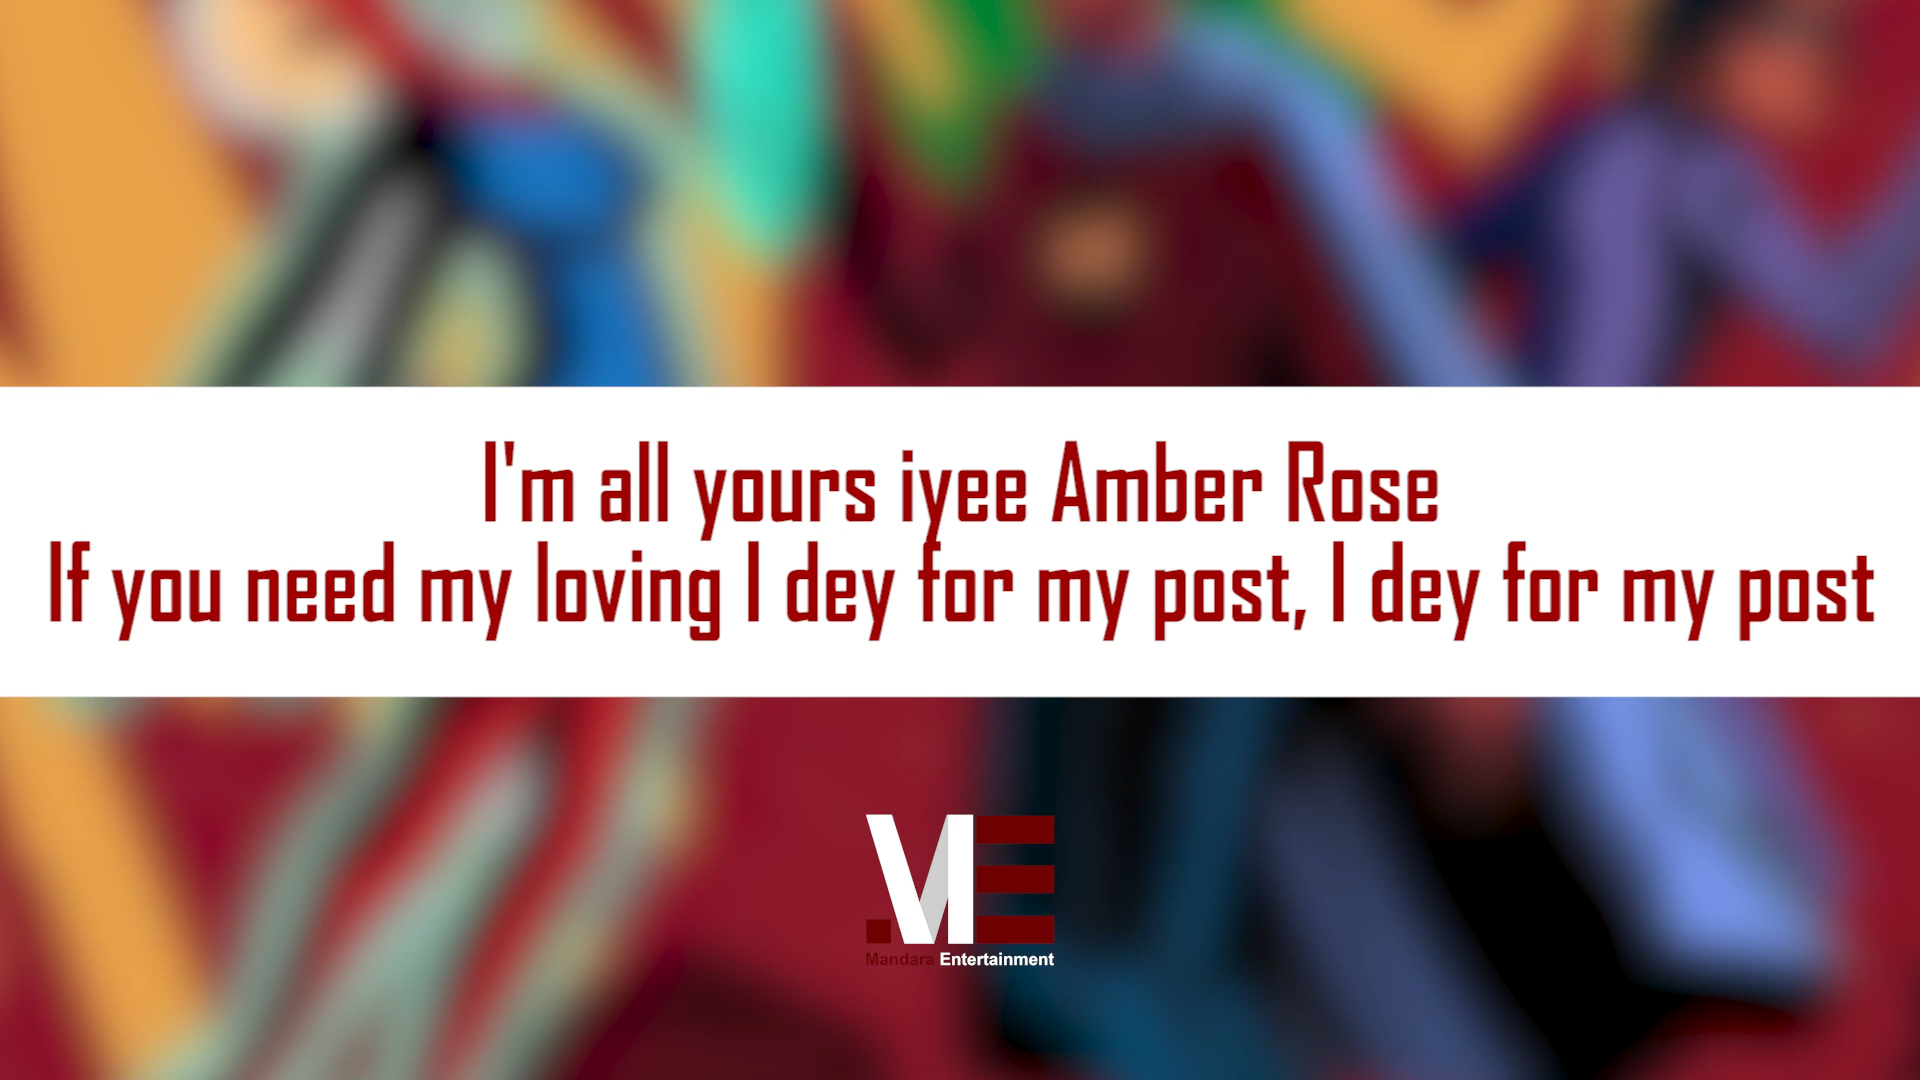 I'm all yours iyee Amber Rose
If you need my loving I dey for my post, I dey for my post
ME
Mandara Entertainment